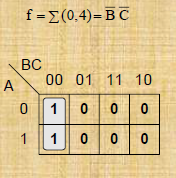 f = ∑(0,4) = B̅ C̅
BC
A
00 01 11 10
0 1 0 0 0
1 1 0 0 0